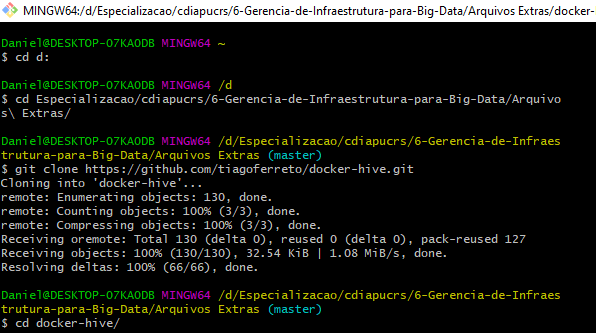 MINGW64:/d/Especializacao/cdiapucrs/6-Gerencia-de-Infraestrutura-para-Big-Data/Arquivos Extras/docker-
Daniel@DESKTOP-O7KAODB MINGW64 ~
$ cd d:
Daniel@DESKTOP-O7KAODB MINGW64 /d
$ cd Especializacao/cdiapucrs/6-Gerencia-de-Infraestrutura-para-Big-Data/Arquivo
s\ Extras/
Daniel@DESKTOP-O7KAODB MINGW64 /d/Especializacao/cdiapucrs/6-Gerencia-de-Infraes
trutura-para-Big-Data/Arquivos Extras (master)
$ git clone https://github.com/tiagoferreto/docker-hive.git
Cloning into 'docker-hive'...
remote: Enumerating objects: 130, done.
remote: Counting objects: 100% (3/3), done.
remote: Compressing objects: 100% (3/3), done.
Receiving oremote: Total 130 (delta 0), reused 0 (delta 0), pack-reused 127
Receiving objects: 100% (130/130), 32.54 KiB | 1.08 MiB/s, done.
Resolving deltas: 100% (66/66), done.
Daniel@DESKTOP-O7KAODB MINGW64 /d/Especializacao/cdiapucrs/6-Gerencia-de-Infraes
trutura-para-Big-Data/Arquivos Extras (master)
$ cd docker-hive/